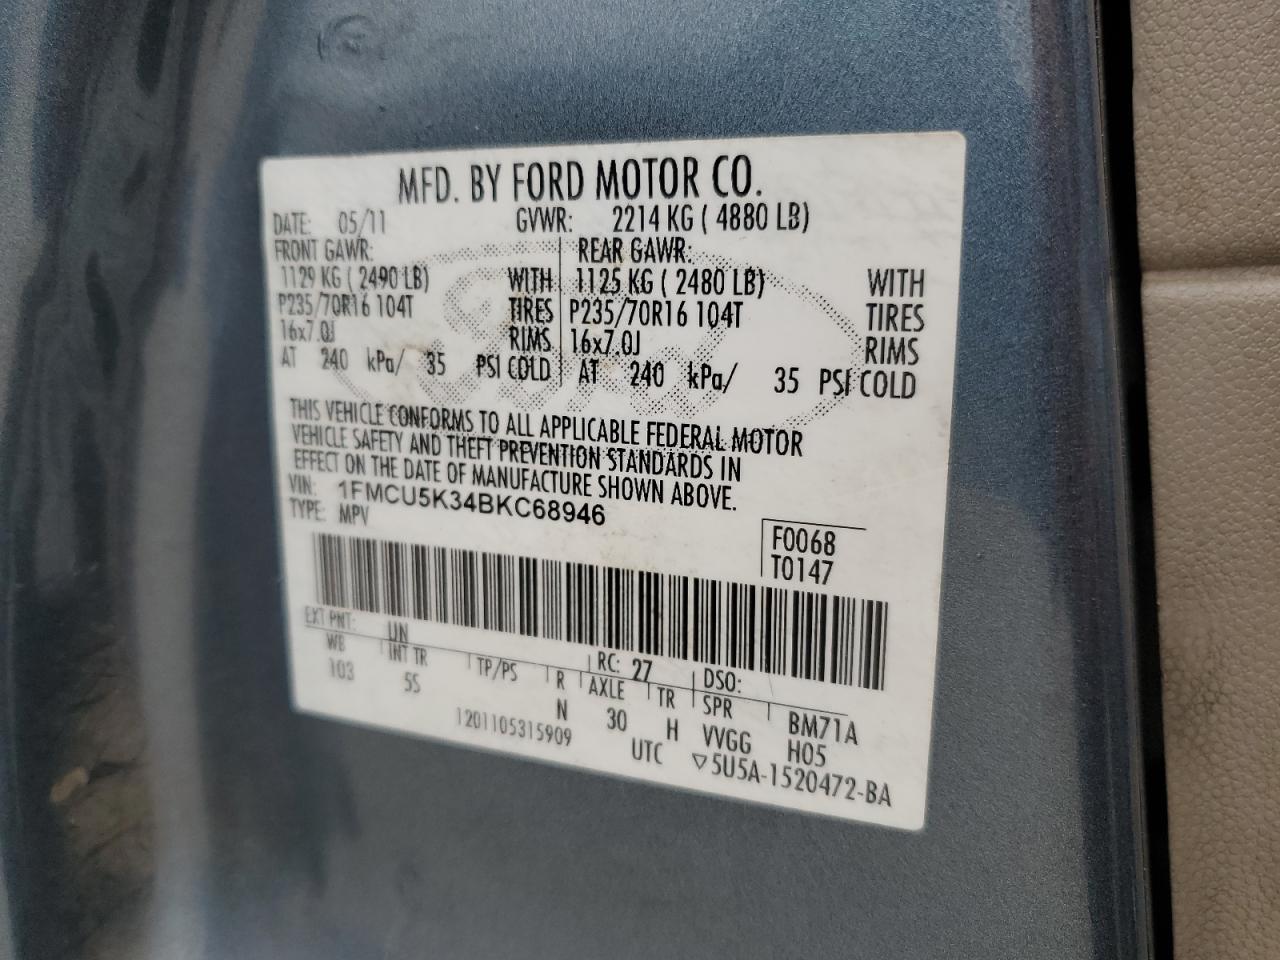 MFD. BY FORD MOTOR CO.
DATE: 05/11 GVWR: 2214 KG ( 4880 LB)
FRONT GAWR: REAR GAWR:
1129 KG ( 2490 LB) WITH 1125 KG ( 2480 LB) WITH
P235/70R16 104T TIRES P235/70R16 104T TIRES
16x7.0J RIMS 16x7.0J RIMS
AT 240 kPa/ 35 PSI COLD AT 240 kPa/ 35 PSI COLD
THIS VEHICLE CONFORMS TO ALL APPLICABLE FEDERAL MOTOR
VEHICLE SAFETY AND THEFT PREVENTION STANDARDS IN
EFFECT ON THE DATE OF MANUFACTURE SHOWN ABOVE.
VIN: 1FMCU5K34BKC68946
TYPE: MPV
F0068
T0147
EXT PNT: UN RC: 27 DSO:
WB INT TR TP/PS R AXLE TR SPR BM71A
103 5S N 30 H VVGG H05
1201105315909 UTC ▽5U5A-1520472-BA
Ford